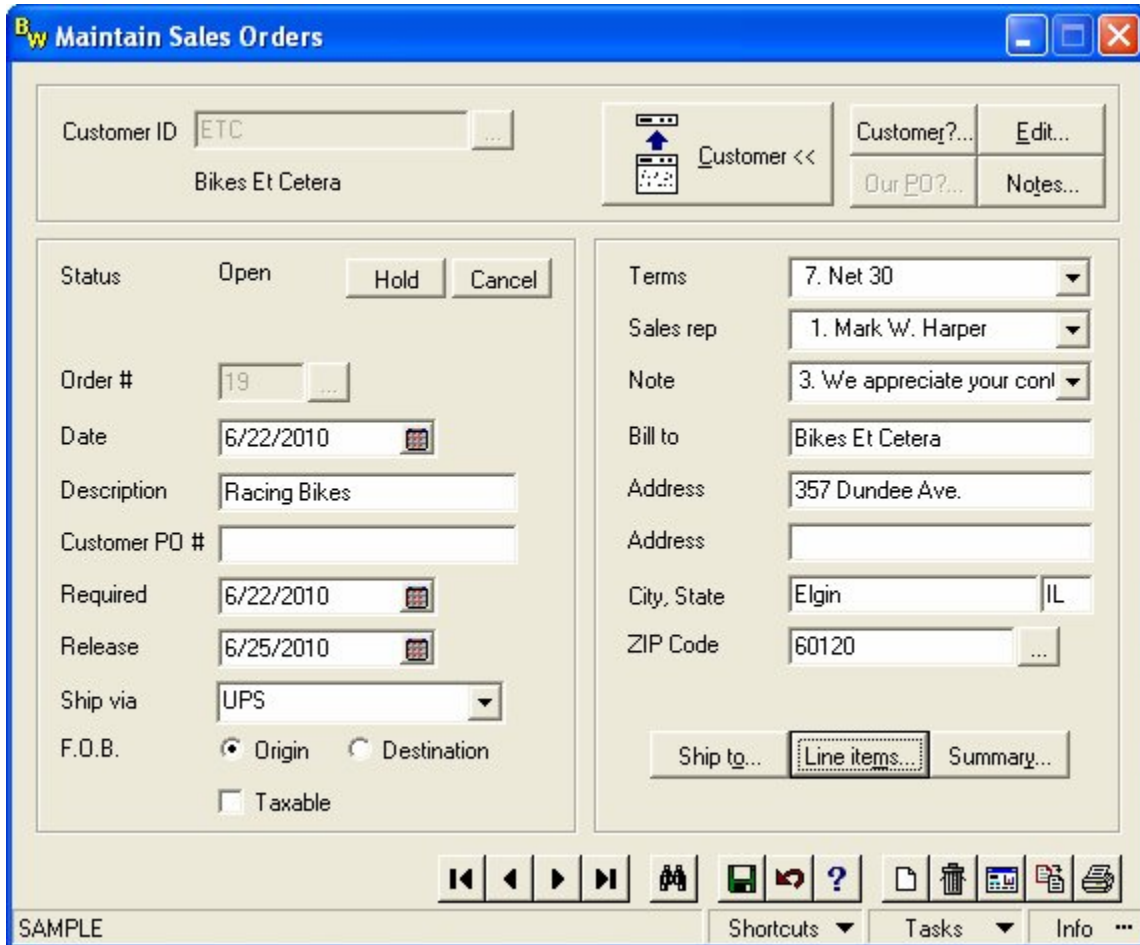 BW Maintain Sales Orders
Customer ID ETC ...
Bikes Et Cetera
Customer <<
Customer?... Edit...
Our PO?... Notes...
Status Open Hold Cancel
Order # 19 ...
Date 6/22/2010
Description Racing Bikes
Customer PO #
Required 6/22/2010
Release 6/25/2010
Ship via UPS
F.O.B. Origin Destination
Taxable
Terms 7. Net 30
Sales rep 1. Mark W. Harper
Note 3. We appreciate your cont
Bill to Bikes Et Cetera
Address 357 Dundee Ave.
Address
City, State Elgin IL
ZIP Code 60120 ...
Ship to... Line items... Summary...
?
SAMPLE Shortcuts Tasks Info ...